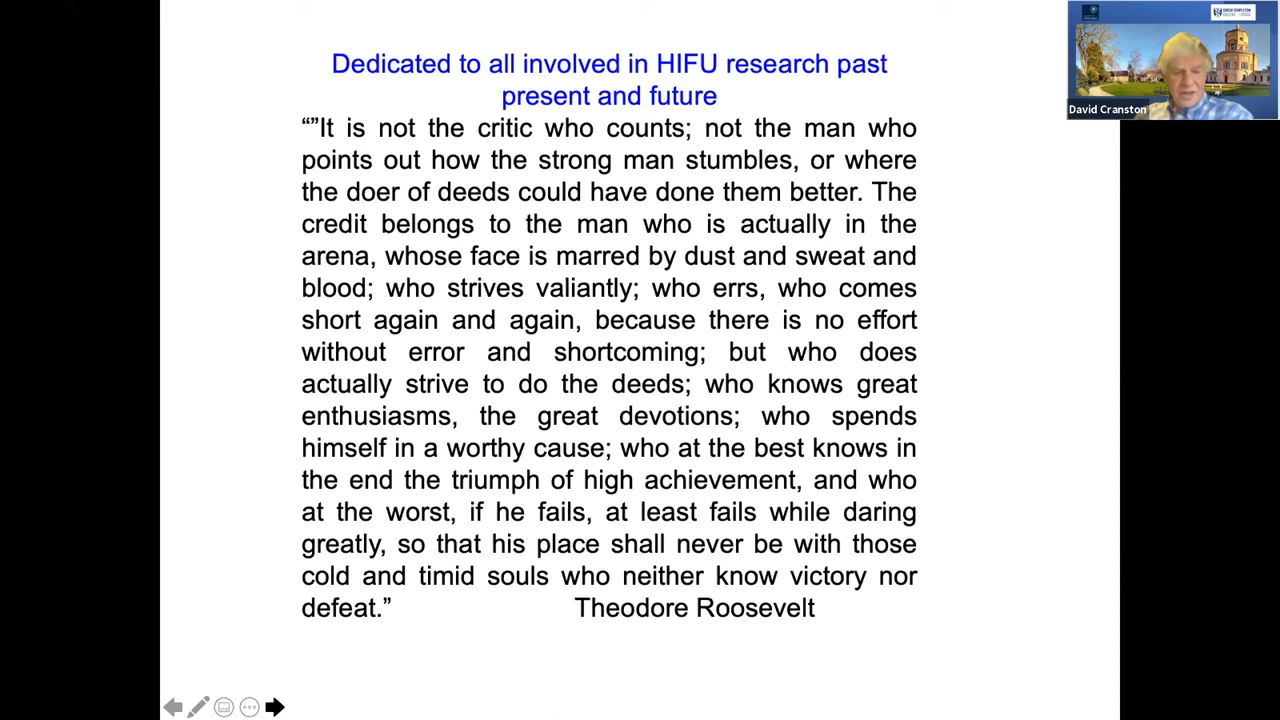 Dedicated to all involved in HIFU research past
present and future
“”It is not the critic who counts; not the man who
points out how the strong man stumbles, or where
the doer of deeds could have done them better. The
credit belongs to the man who is actually in the
arena, whose face is marred by dust and sweat and
blood; who strives valiantly; who errs, who comes
short again and again, because there is no effort
without error and shortcoming; but who does
actually strive to do the deeds; who knows great
enthusiasms, the great devotions; who spends
himself in a worthy cause; who at the best knows in
the end the triumph of high achievement, and who
at the worst, if he fails, at least fails while daring
greatly, so that his place shall never be with those
cold and timid souls who neither know victory nor
defeat.” Theodore Roosevelt
GREEN TEMPLETON
COLLEGE
David Cranston